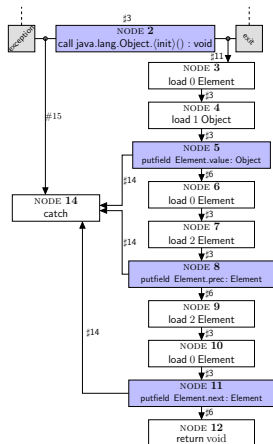 ♯3
exception
NODE 2
call java.lang.Object.⟨init⟩() : void
exit
♯11
NODE 3
load 0 Element
♯3
NODE 4
load 1 Object
#15
♯3
NODE 5
putfield Element.value : Object
♯14
♯6
NODE 6
load 0 Element
NODE 14
catch
♯3
NODE 7
load 2 Element
♯14
♯3
NODE 8
putfield Element.prec : Element
♯6
NODE 9
load 2 Element
♯14
♯3
NODE 10
load 0 Element
♯3
NODE 11
putfield Element.next : Element
♯6
NODE 12
return void